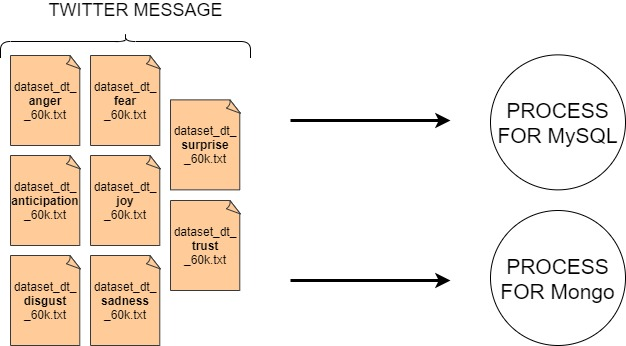 TWITTER MESSAGE
dataset_dt_
anger
_60k.txt
dataset_dt_
fear
_60k.txt
dataset_dt_
surprise
_60k.txt
dataset_dt_
anticipation
_60k.txt
dataset_dt_
joy
_60k.txt
dataset_dt_
trust
_60k.txt
dataset_dt_
disgust
_60k.txt
dataset_dt_
sadness
_60k.txt
PROCESS
FOR MySQL
PROCESS
FOR Mongo